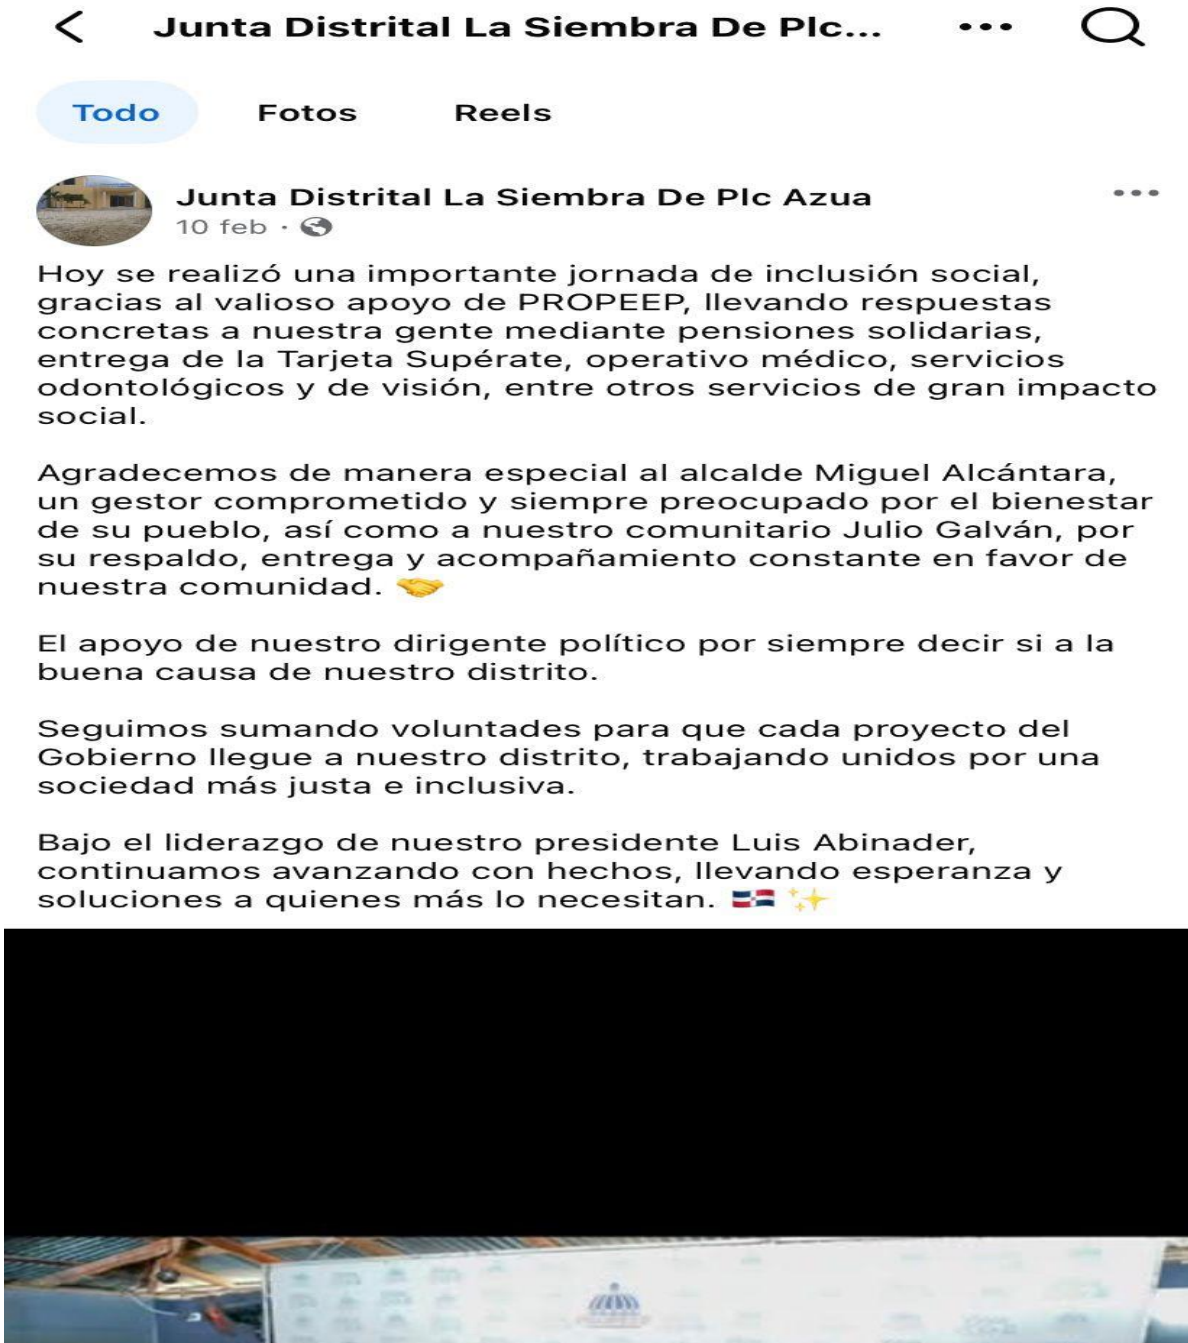 Junta Distrital La Siembra De Plc...
Todo
Fotos
Reels
Junta Distrital La Siembra De Plc Azua
10 feb ·
Hoy se realizó una importante jornada de inclusión social,
gracias al valioso apoyo de PROPEEP, llevando respuestas
concretas a nuestra gente mediante pensiones solidarias,
entrega de la Tarjeta Supérate, operativo médico, servicios
odontológicos y de visión, entre otros servicios de gran impacto
social.
Agradecemos de manera especial al alcalde Miguel Alcántara,
un gestor comprometido y siempre preocupado por el bienestar
de su pueblo, así como a nuestro comunitario Julio Galván, por
su respaldo, entrega y acompañamiento constante en favor de
nuestra comunidad. 🤝
El apoyo de nuestro dirigente político por siempre decir si a la
buena causa de nuestro distrito.
Seguimos sumando voluntades para que cada proyecto del
Gobierno llegue a nuestro distrito, trabajando unidos por una
sociedad más justa e inclusiva.
Bajo el liderazgo de nuestro presidente Luis Abinader,
continuamos avanzando con hechos, llevando esperanza y
soluciones a quienes más lo necesitan. 🇩🇴 ✨